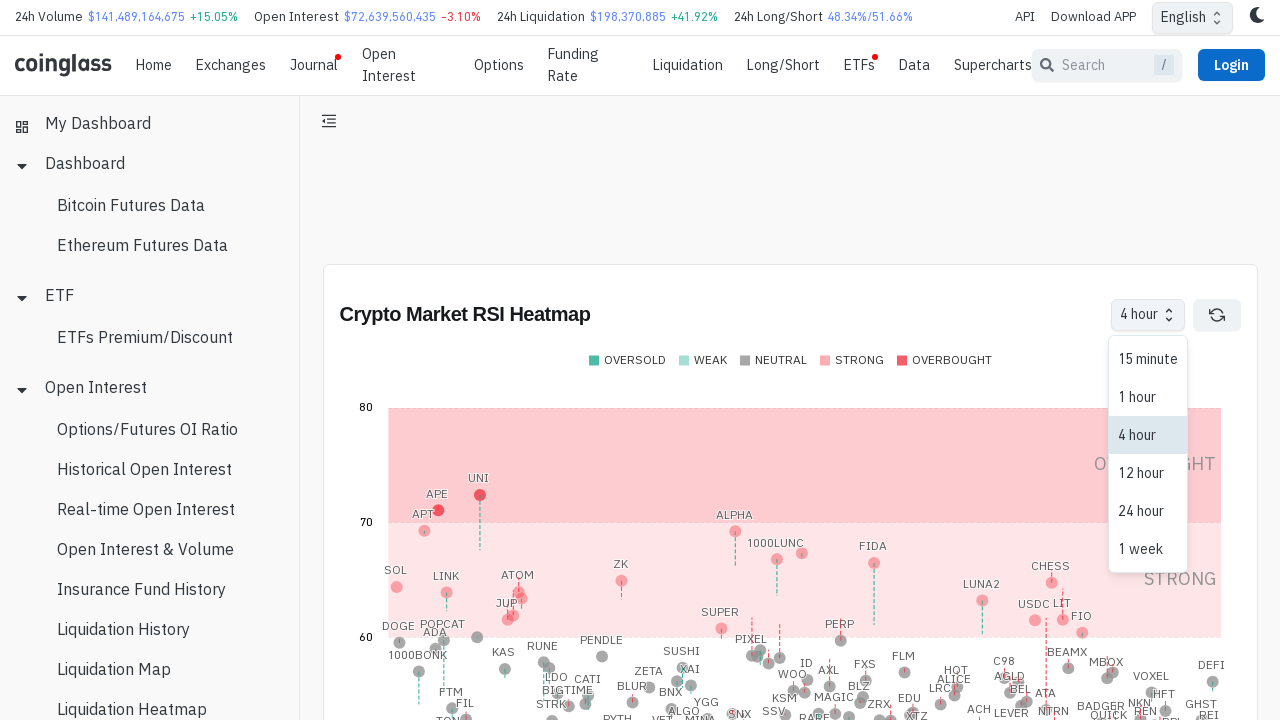 24h Volume $141,489,164,675 +15.05% Open Interest $72,639,560,435 -3.10% 24h Liquidation $198,370,885 +41.92% 24h Long/Short 48.34%/51.66% API Download APP English
coinglass Home Exchanges Journal Open Interest Options Funding Rate Liquidation Long/Short ETFs Data Supercharts Search / Login
My Dashboard
Dashboard
Bitcoin Futures Data
Ethereum Futures Data
ETF
ETFs Premium/Discount
Open Interest
Options/Futures OI Ratio
Historical Open Interest
Real-time Open Interest
Open Interest & Volume
Insurance Fund History
Liquidation History
Liquidation Map
Liquidation Heatmap
Crypto Market RSI Heatmap 4 hour
15 minute
1 hour
4 hour
12 hour
24 hour
1 week
OVERSOLD WEAK NEUTRAL STRONG OVERBOUGHT
80
UNI
APE
APT ALPHA
70
1000LUNC FIDA
SOL LINK ATOM ZK CHESS
STRONG
LUNA2
JUP SUPER USDC LIT
DOGE POPCAT PERP FIO
ADA
60
PIXEL
1000BONK KAS RUNE PENDLE SUSHI FLM BEAMX
ZETA XAI WOO ID AXL FXS HOT C98 MBOX DEFI
LDO CATI ALICE AGLD VOXEL
FTM BIGTIME BLUR BNX BLZ LRC BEL
FIL STRK YGG KSM MAGIC EDU ATA HFT
ZRX ACH BADGER NKN GHST
ALGO SSV LEVER NTRN REN
PYTH SNX RARE XTZ QUICK